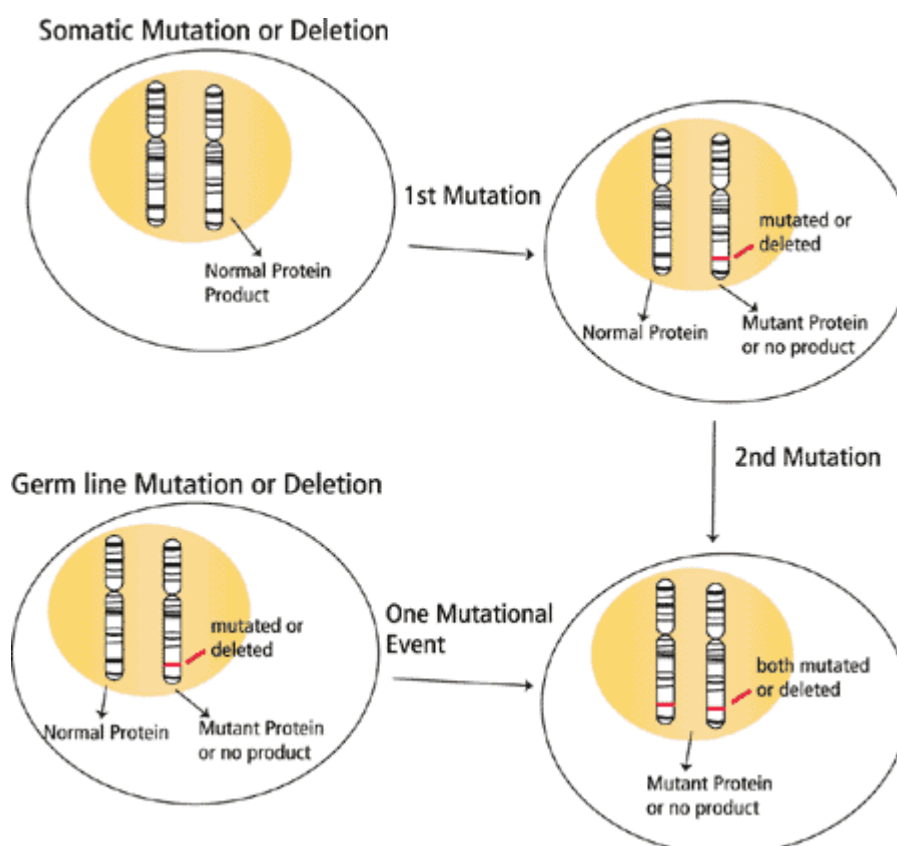 Somatic Mutation or Deletion
Normal Protein
Product
1st Mutation
mutated or
deleted
Normal Protein
Mutant Protein
or no product
2nd Mutation
Germ line Mutation or Deletion
mutated or
deleted
Normal Protein
Mutant Protein
or no product
One Mutational
Event
both mutated
or deleted
Mutant Protein
or no product